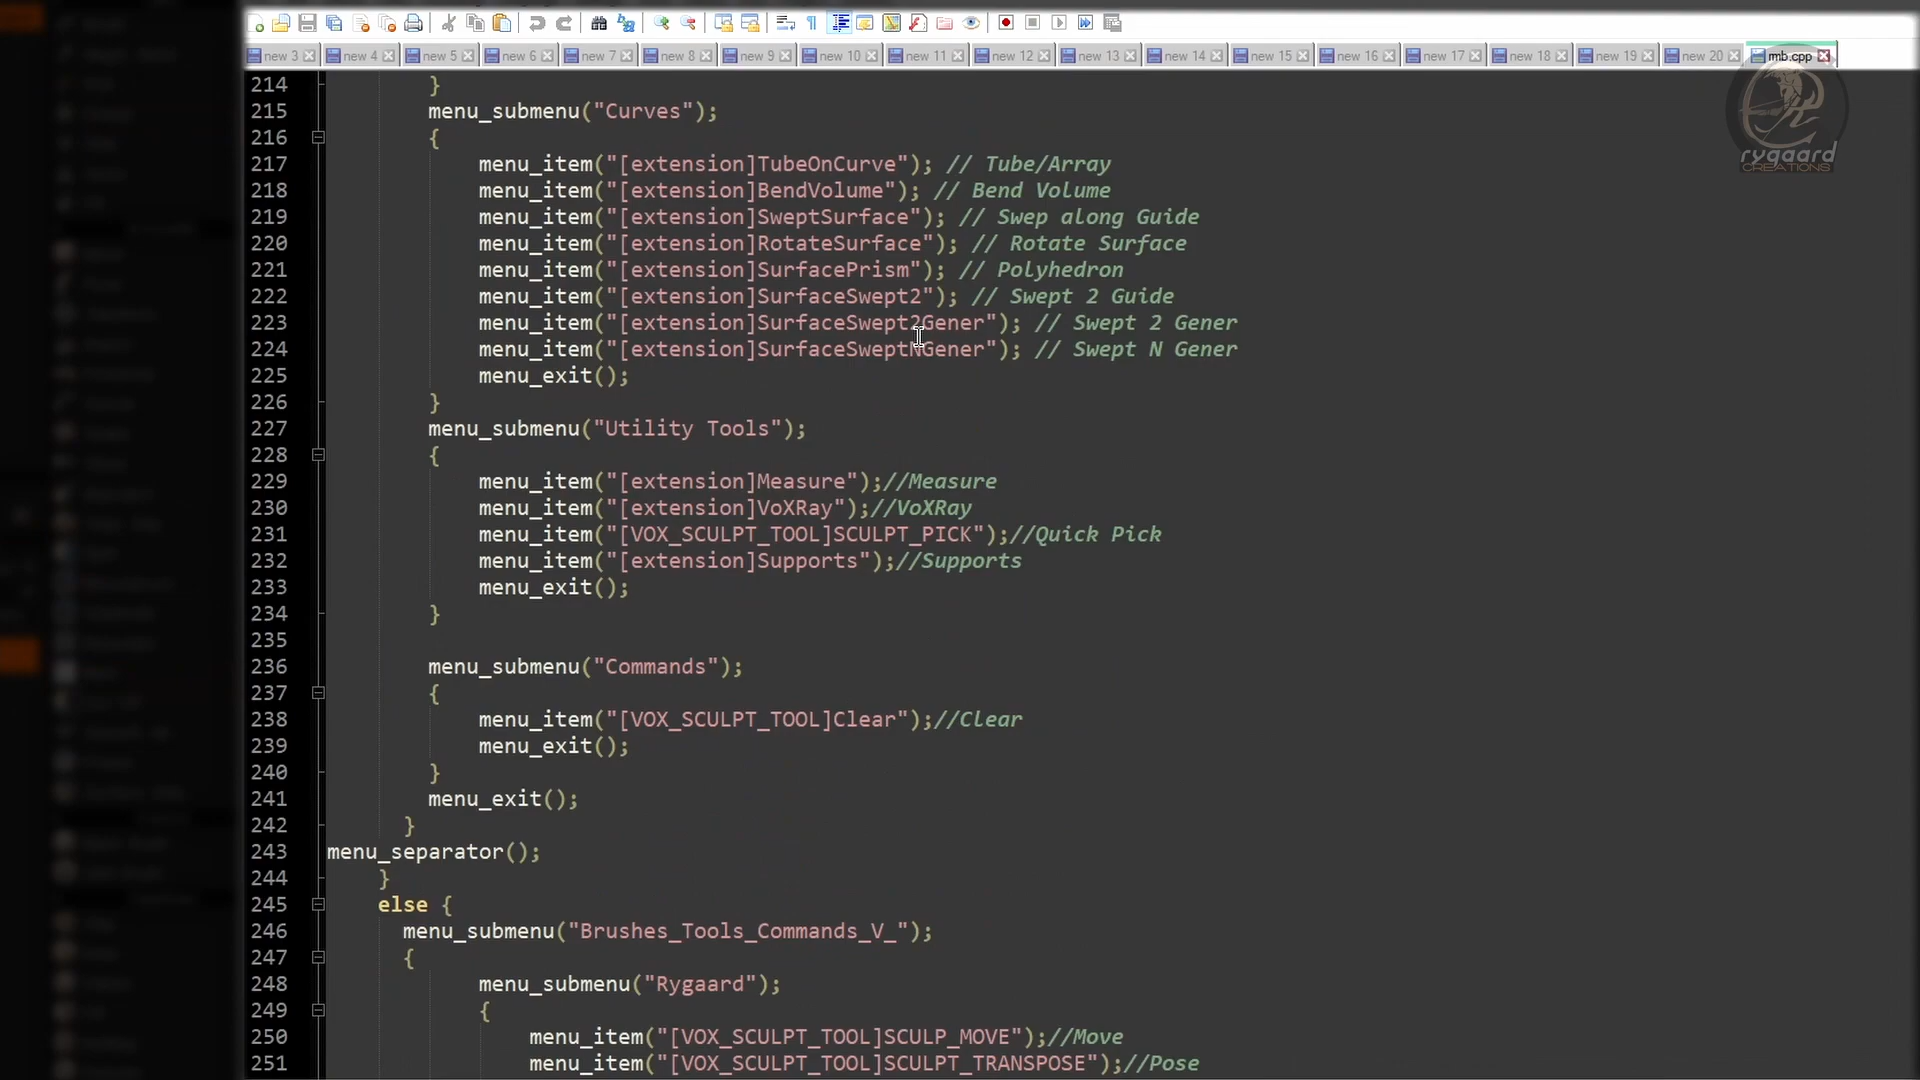 new 3 new 4 new 5 new 6 new 7 new 8 new 9 new 10 new 11 new 12 new 13 new 14 new 15 new 16 new 17 new 18 new 19 new 20 rmb.cpp
rygaard
CREATIONS
214 }
215 menu_submenu("Curves");
216 {
217 menu_item("[extension]TubeOnCurve"); // Tube/Array
218 menu_item("[extension]BendVolume"); // Bend Volume
219 menu_item("[extension]SweptSurface"); // Swep along Guide
220 menu_item("[extension]RotateSurface"); // Rotate Surface
221 menu_item("[extension]SurfacePrism"); // Polyhedron
222 menu_item("[extension]SurfaceSwept2"); // Swept 2 Guide
223 menu_item("[extension]SurfaceSwept2Gener"); // Swept 2 Gener
224 menu_item("[extension]SurfaceSweptNGener"); // Swept N Gener
225 menu_exit();
226 }
227 menu_submenu("Utility Tools");
228 {
229 menu_item("[extension]Measure");//Measure
230 menu_item("[extension]VoXRay");//VoXRay
231 menu_item("[VOX_SCULPT_TOOL]SCULPT_PICK");//Quick Pick
232 menu_item("[extension]Supports");//Supports
233 menu_exit();
234 }
235
236 menu_submenu("Commands");
237 {
238 menu_item("[VOX_SCULPT_TOOL]Clear");//Clear
239 menu_exit();
240 }
241 menu_exit();
242 }
243 menu_separator();
244 }
245 else {
246 menu_submenu("Brushes_Tools_Commands_V_");
247 {
248 menu_submenu("Rygaard");
249 {
250 menu_item("[VOX_SCULPT_TOOL]SCULP_MOVE");//Move
251 menu_item("[VOX_SCULPT_TOOL]SCULPT_TRANSPOSE");//Pose